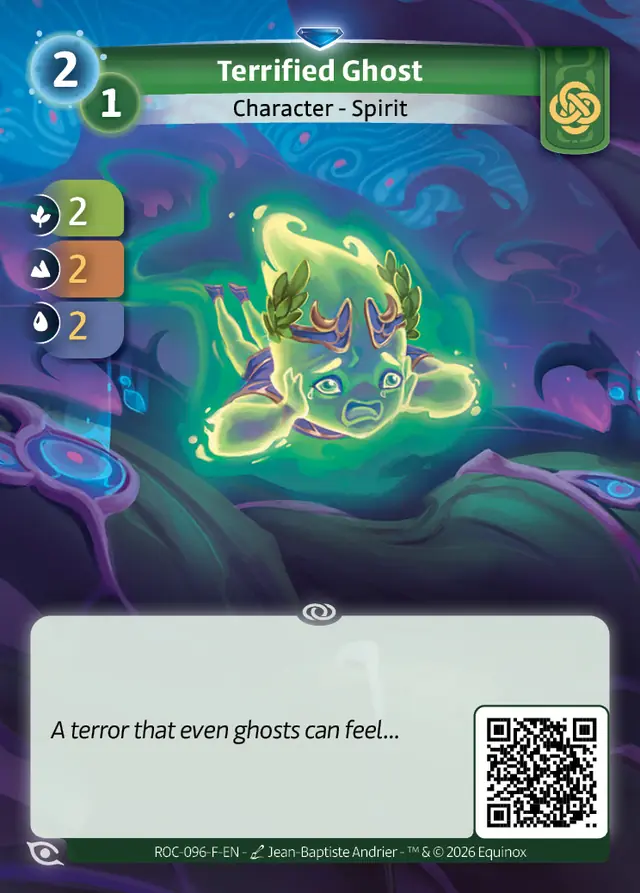 2
Terrified Ghost
1
Character - Spirit
2
2
2
A terror that even ghosts can feel...
ROC-096-F-EN - Jean-Baptiste Andrier - ™ & © 2026 Equinox